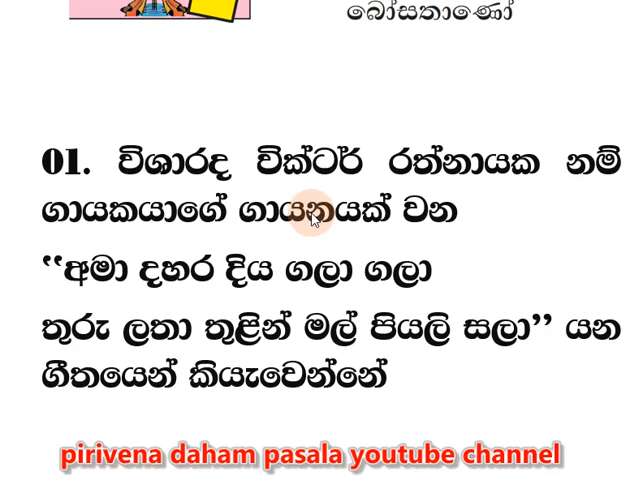 බෝසතාණෝ
01. විශාරද වික්ටර් රත්නායක නම්
ගායකයාගේ ගායනයක් වන
‘‘අමා දහර දිය ගලා ගලා
තුරු ලතා තුළින් මල් පියලි සලා’’ යන
ගීතයෙන් කියැවෙන්නේ
pirivena daham pasala youtube channel